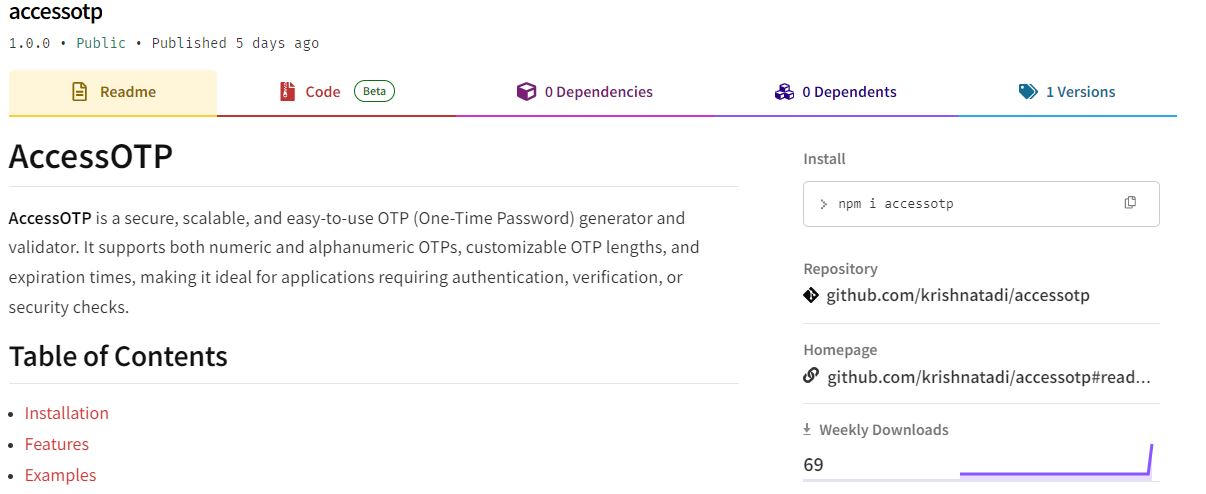 accessotp
1.0.0 • Public • Published 5 days ago
Readme
Code Beta
0 Dependencies
0 Dependents
1 Versions
AccessOTP
AccessOTP is a secure, scalable, and easy-to-use OTP (One-Time Password) generator and
validator. It supports both numeric and alphanumeric OTPs, customizable OTP lengths, and
expiration times, making it ideal for applications requiring authentication, verification, or
security checks.
Table of Contents
• Installation
• Features
• Examples
Install
> npm i accessotp
Repository
github.com/krishnatadi/accessotp
Homepage
github.com/krishnatadi/accessotp#read...
Weekly Downloads
69